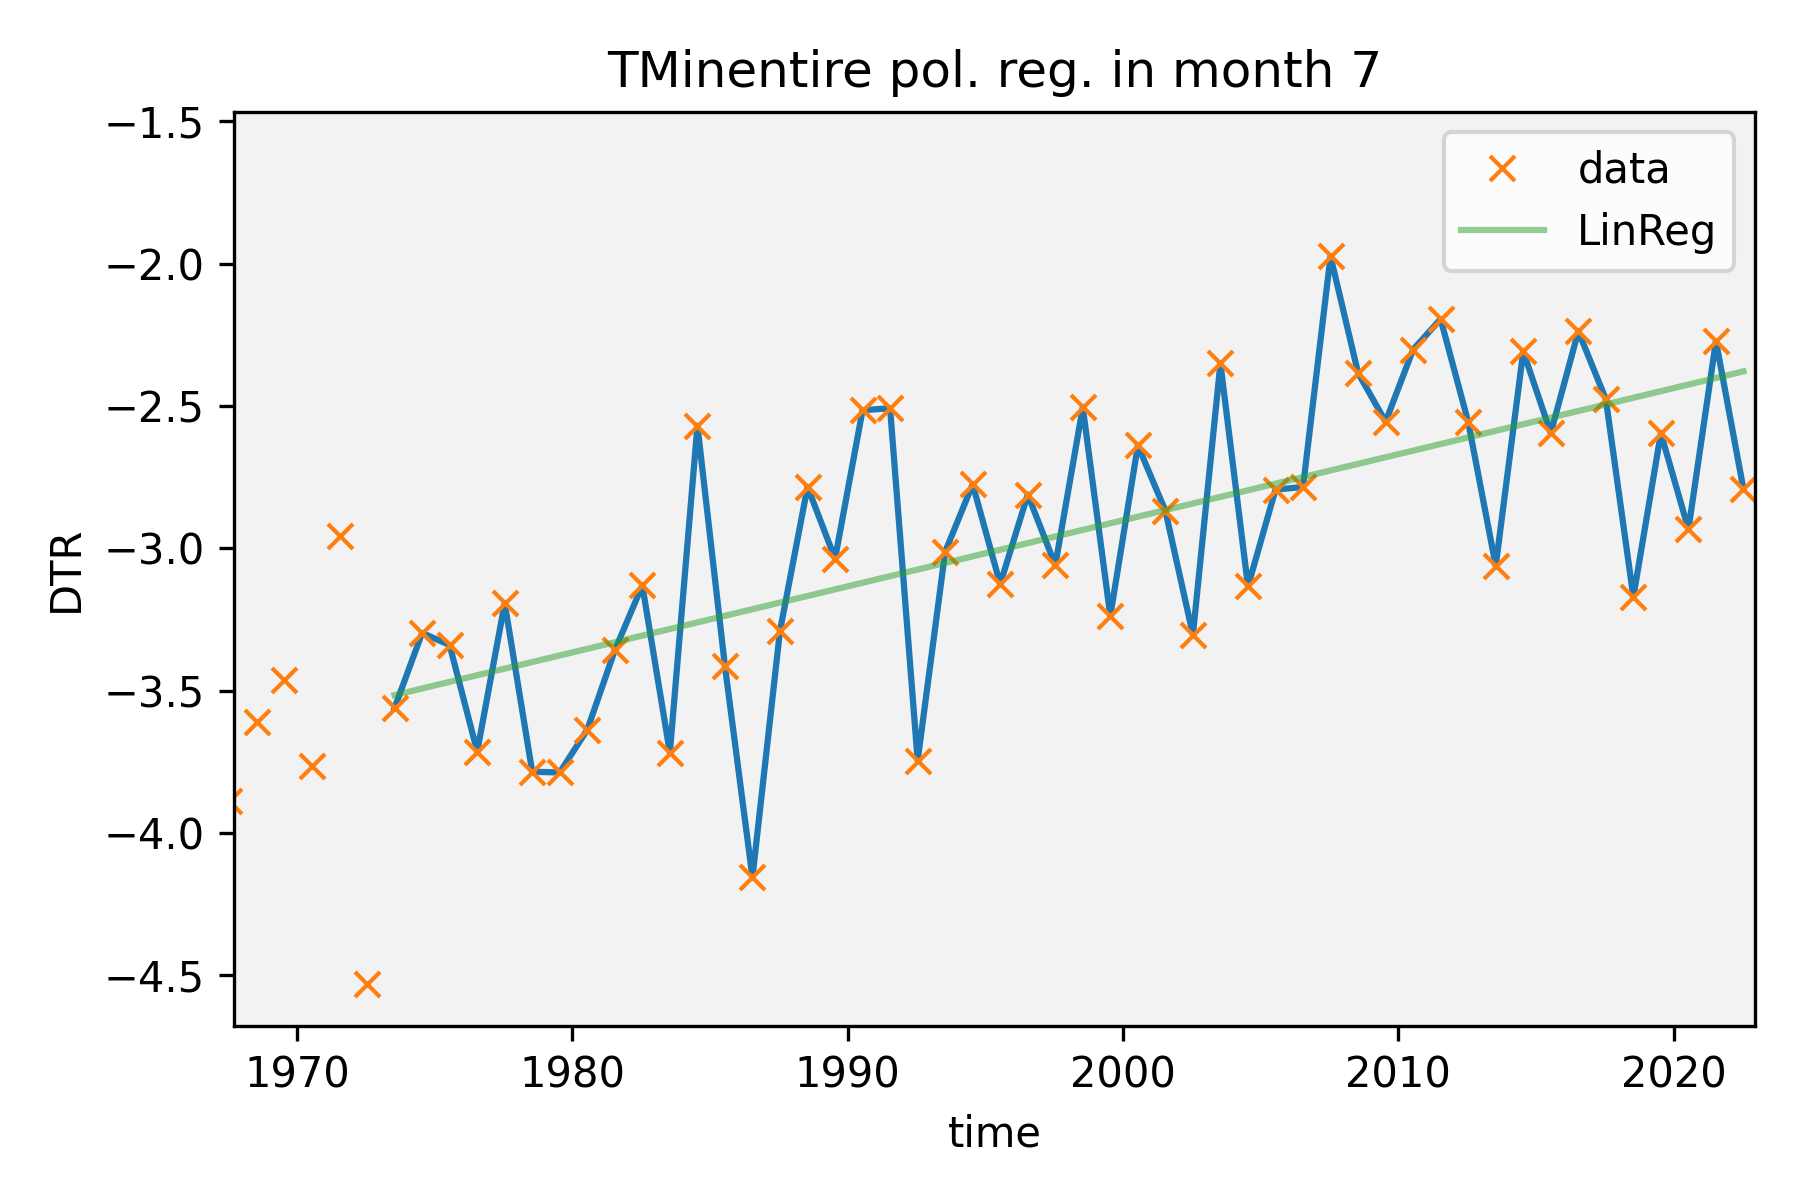 TMinentire pol. reg. in month 7
−1.5
−2.0
−2.5
−3.0
−3.5
−4.0
−4.5
DTR
data
LinReg
1970 1980 1990 2000 2010 2020
time